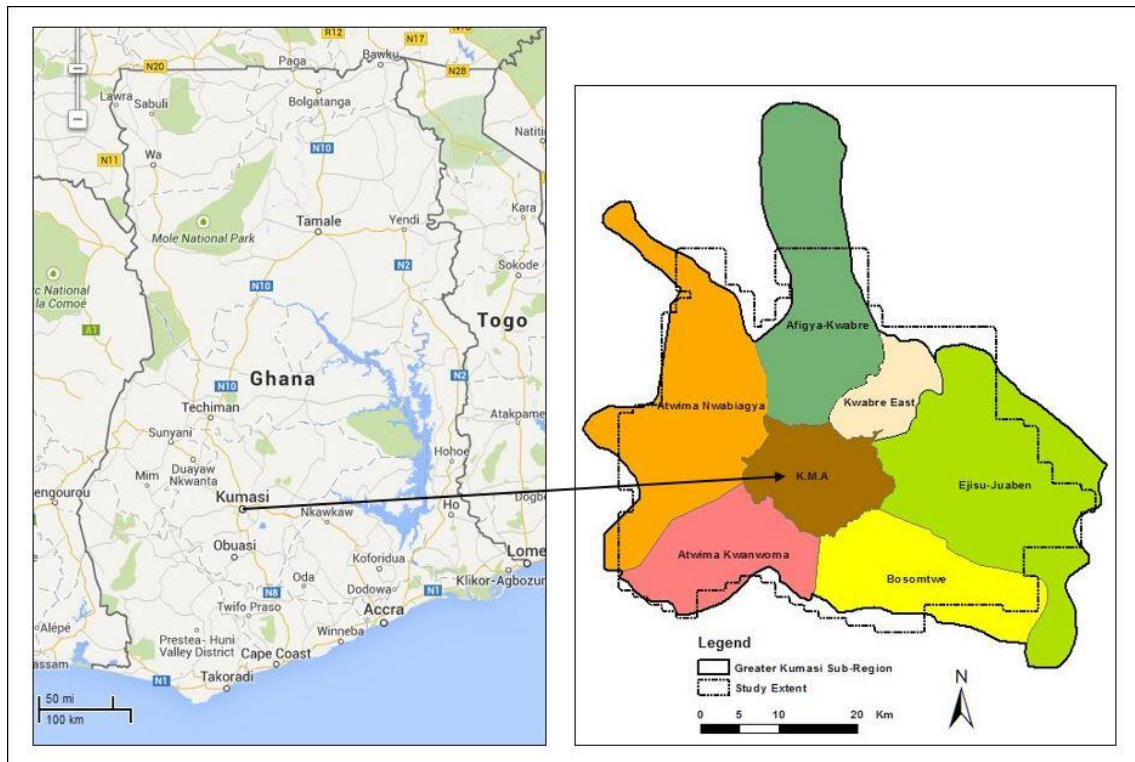 R12
N17
N20
Paga
Bawku
N28
Lawra
Sabuli
Bolgatanga
Natitin
N11
Wa
N10
Tamale
Yendi
Kara
Mole National Park
N2
Sokode
rc National
la Comoé
N10
A1
Togo
N10
Ghana
N2
Techiman
Atakpame
Sunyani
Hohoe
Mim
Duayaw
Nkwanta
engourou
Kumasi
Nkawkaw
Ho
Obuasi
Koforidua
Lome
Oda
N8
Dodowa
N1
Klikor-Agbozum
Twifo Praso
Accra
Alépé
Prestea- Huni
Valley District
Winneba
Cape Coast
assam
N1
Takoradi
50 mi
100 km
Afigya-Kwabre
Atwima Nwabiagya
Kwabre East
K.M.A
Ejisu-Juaben
Atwima Kwanwoma
Bosomtwe
Legend
Greater Kumasi Sub-Region
Study Extent
0 5 10 20 Km
N